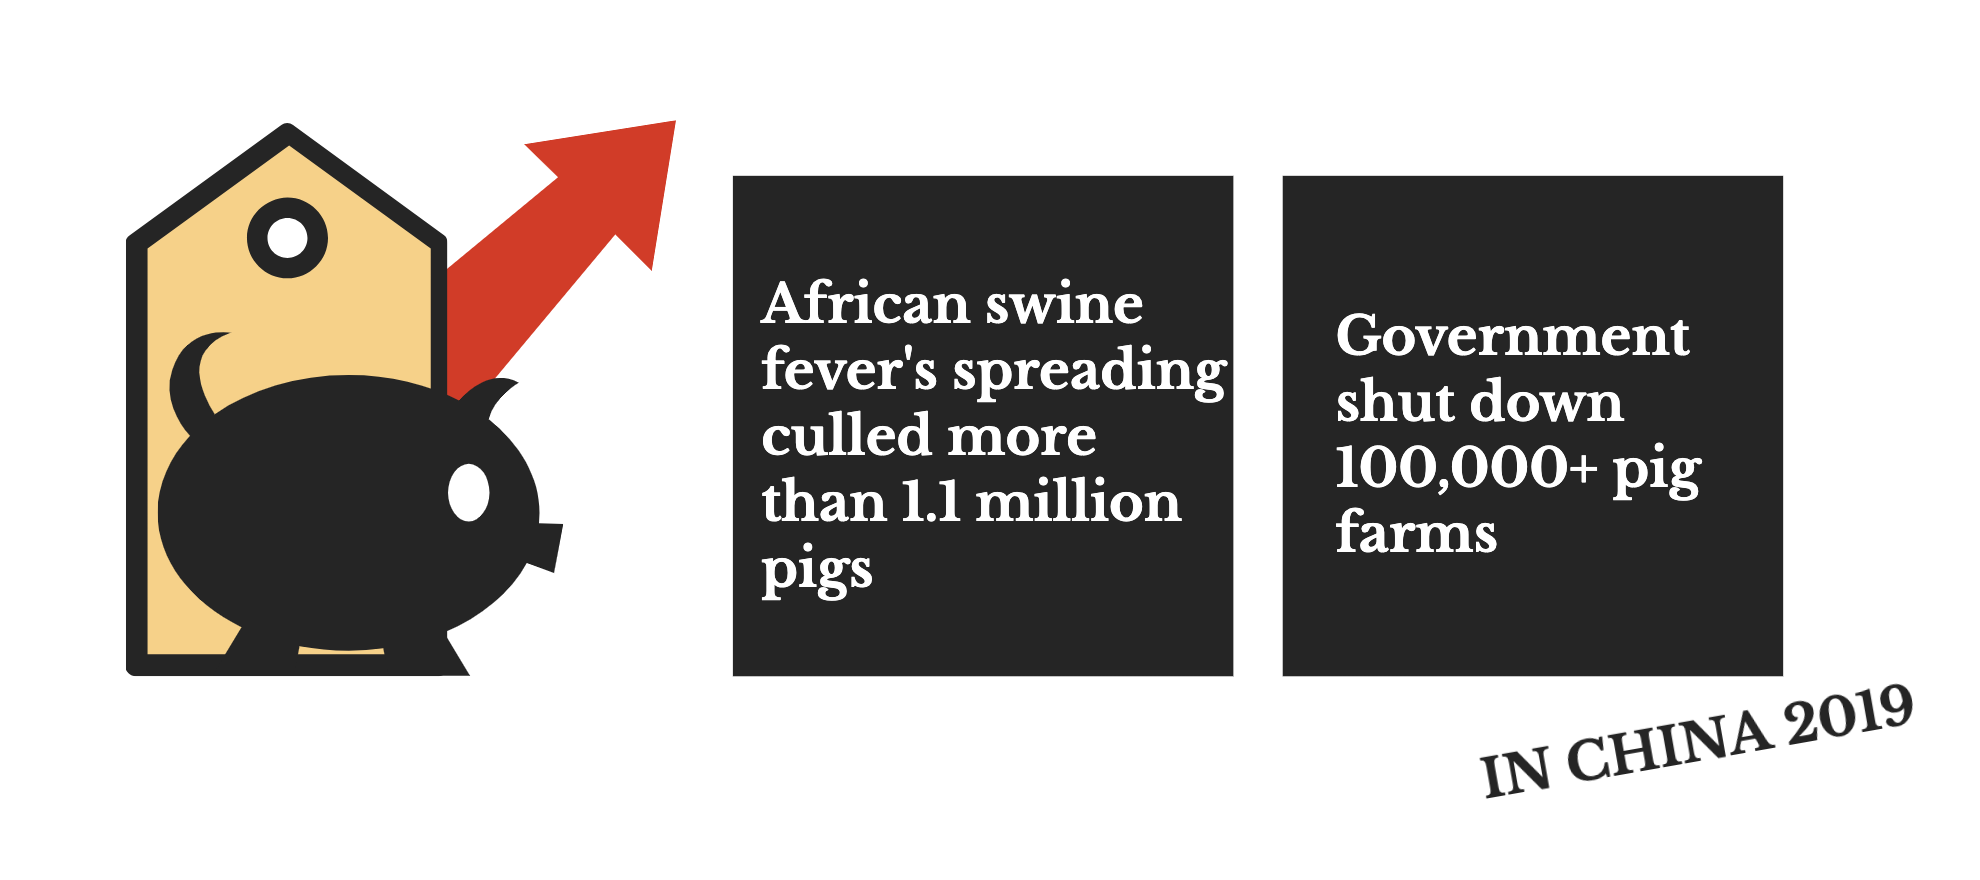 African swine
fever's spreading
culled more
than 1.1 million
pigs
Government
shut down
100,000+ pig
farms
IN CHINA 2019